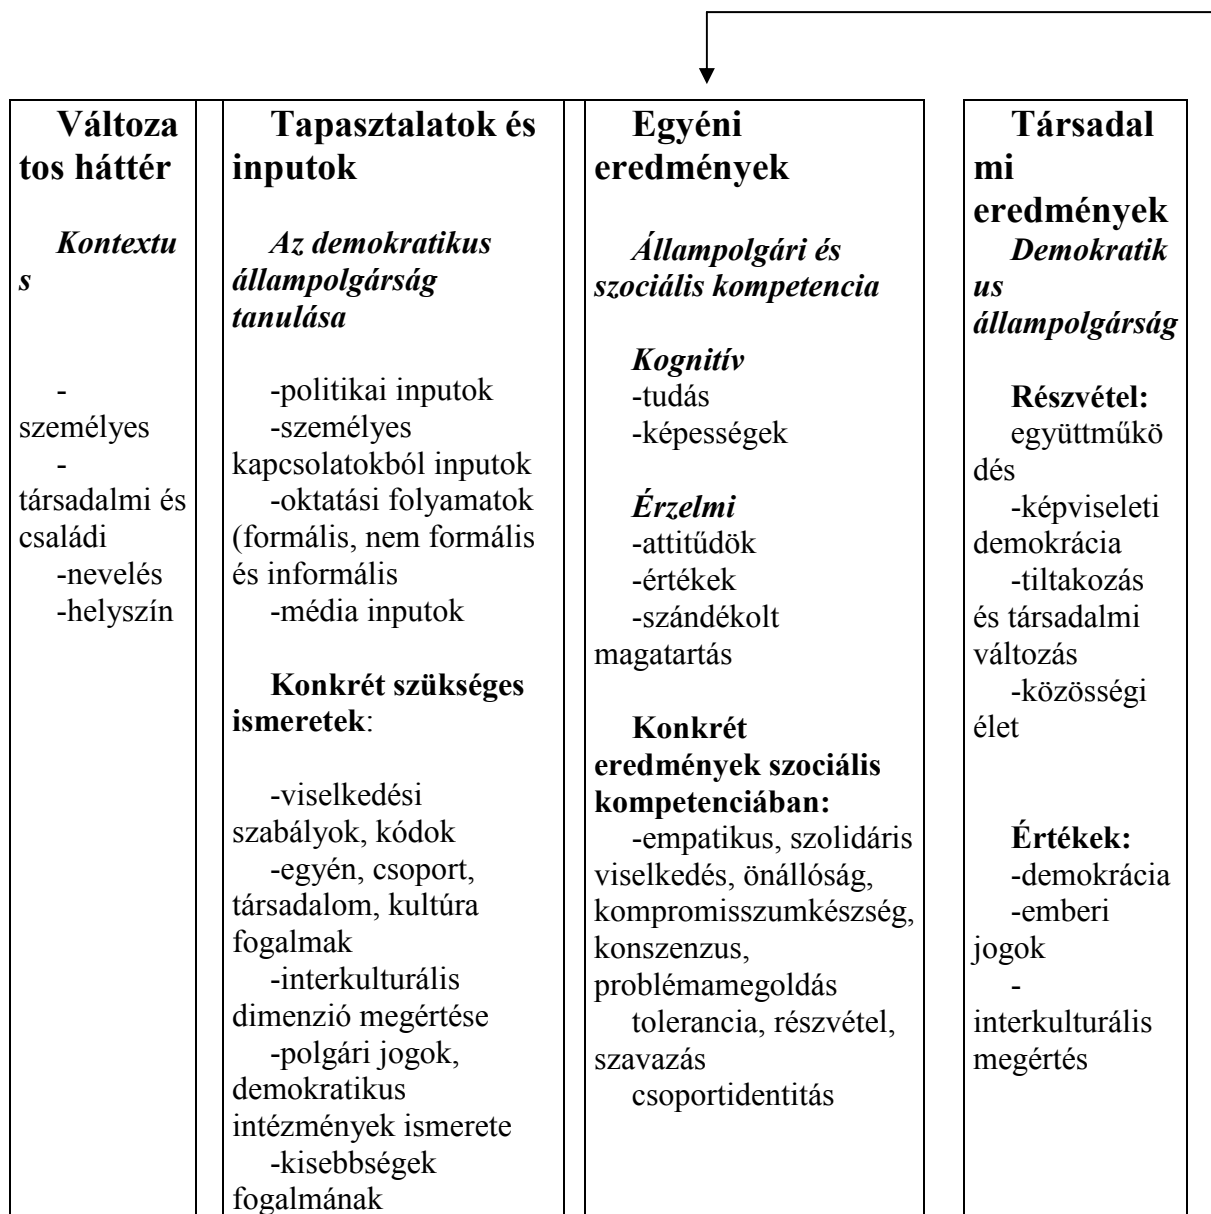 Változa
tos háttér
Kontextu
s
-
személyes
-
társadalmi és
családi
-nevelés
-helyszín
Tapasztalatok és
inputok
Az demokratikus
állampolgárság
tanulása
-politikai inputok
-személyes
kapcsolatokból inputok
-oktatási folyamatok
(formális, nem formális
és informális
-média inputok
Konkrét szükséges
ismeretek:
-viselkedési
szabályok, kódok
-egyén, csoport,
társadalom, kultúra
fogalmak
-interkulturális
dimenzió megértése
-polgári jogok,
demokratikus
intézmények ismerete
-kisebbségek
fogalmának
Egyéni
eredmények
Állampolgári és
szociális kompetencia
Kognitív
-tudás
-képességek
Érzelmi
-attitűdök
-értékek
-szándékolt
magatartás
Konkrét
eredmények szociális
kompetenciában:
-empatikus, szolidáris
viselkedés, önállóság,
kompromisszumkészség,
konszenzus,
problémamegoldás
tolerancia, részvétel,
szavazás
csoportidentitás
Társadal
mi
eredmények
Demokratik
us
állampolgárság
Részvétel:
együttműkö
dés
-képviseleti
demokrácia
-tiltakozás
és társadalmi
változás
-közösségi
élet
Értékek:
-demokrácia
-emberi
jogok
-
interkulturális
megértés